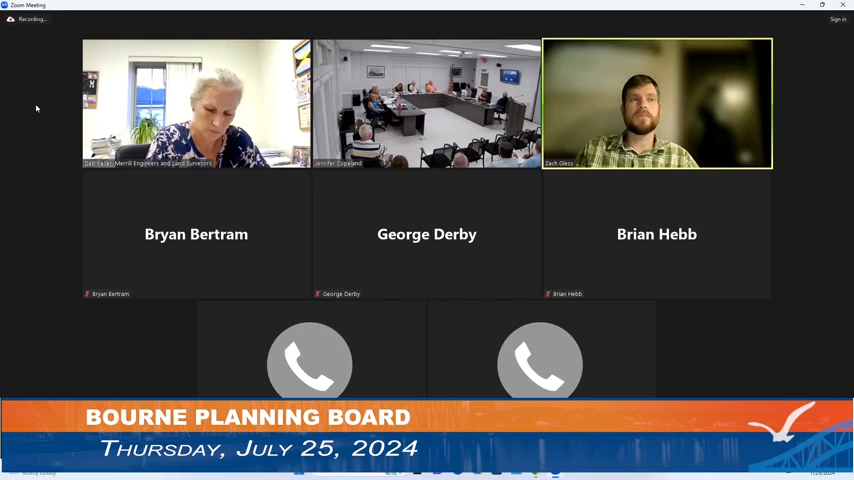 Zoom Meeting
Recording...
Sign in
Deb Keller, Merrill Engineers and Land Surveyors
Jennifer Copeland
Zach Gless
Bryan Bertram
George Derby
Brian Hebb
Bryan Bertram
George Derby
Brian Hebb
BOURNE PLANNING BOARD
THURSDAY, JULY 25, 2024